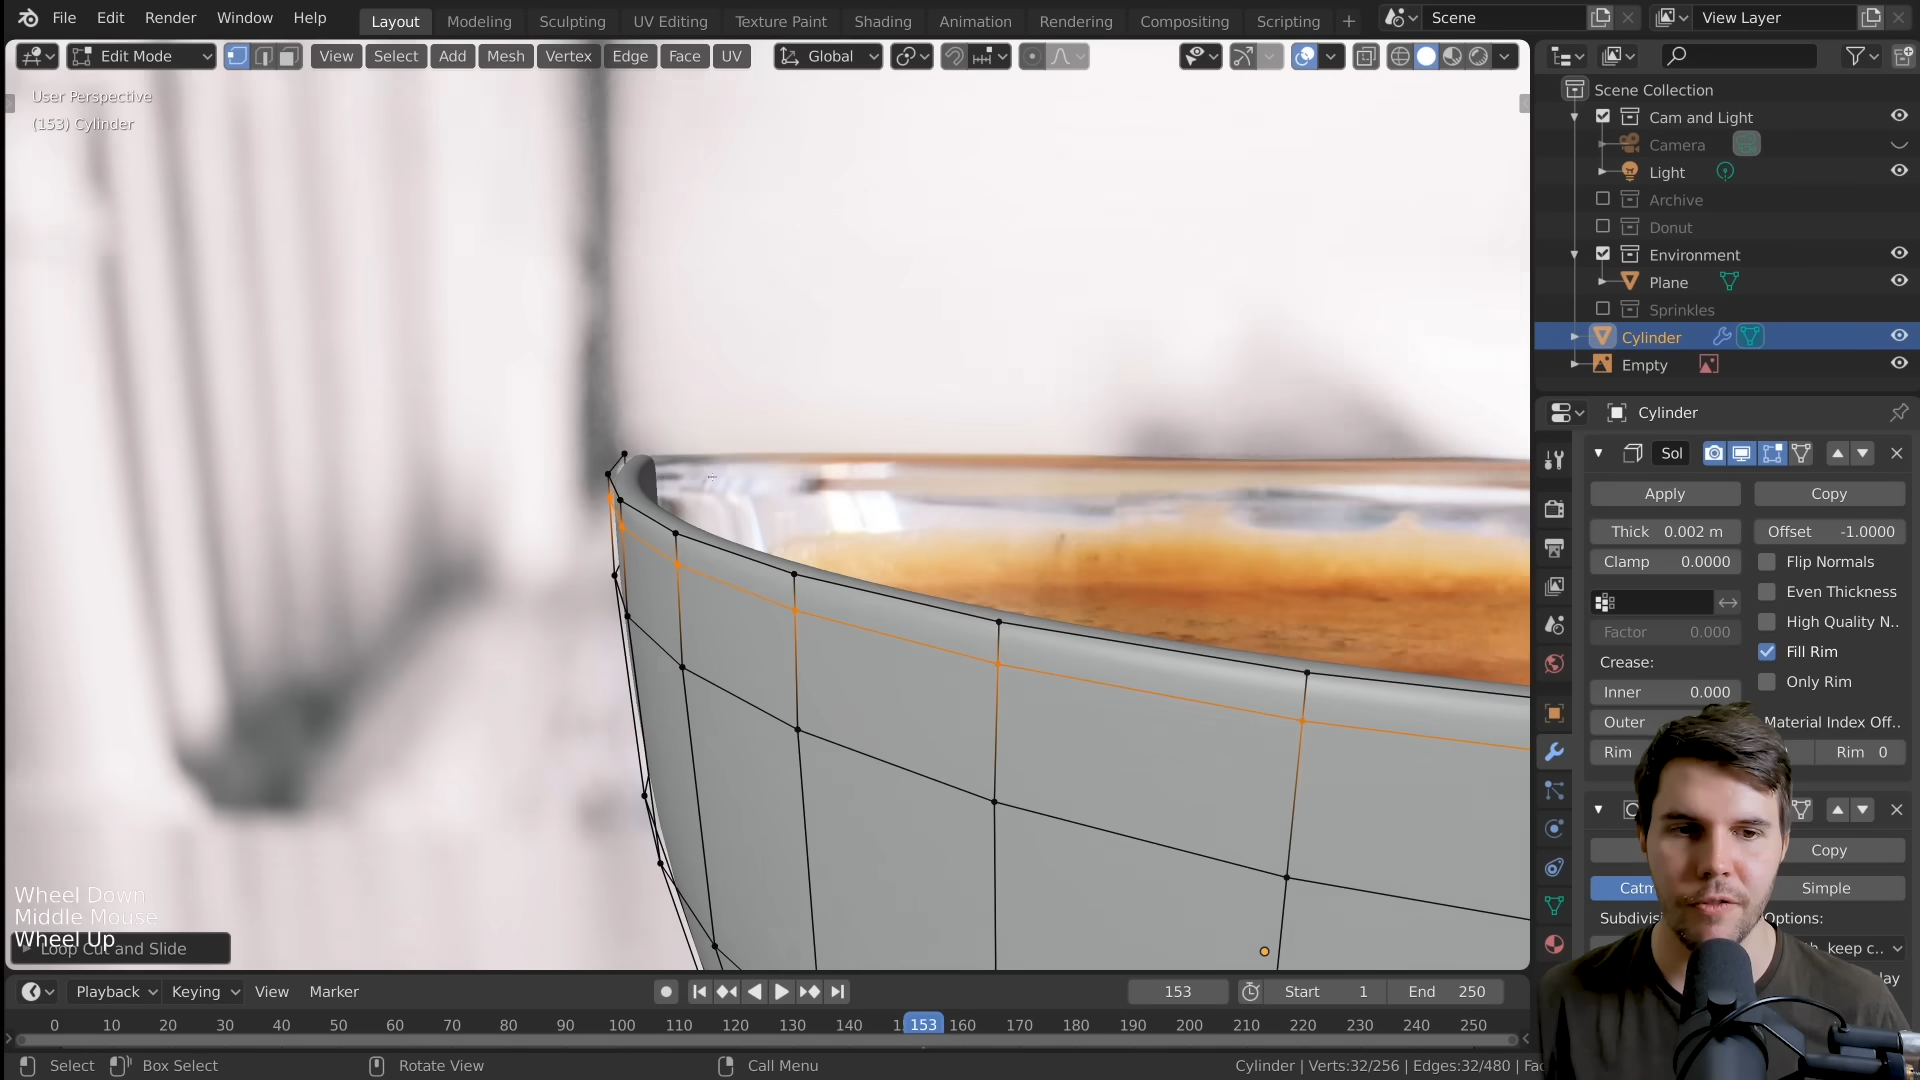 File Edit Render Window Help
Layout Modeling Sculpting UV Editing Texture Paint Shading Animation Rendering Compositing Scripting +
Scene
View Layer
Edit Mode View Select Add Mesh Vertex Edge Face UV
Global
User Perspective
(153) Cylinder
Scene Collection
Cam and Light
Camera
Light
Archive
Donut
Environment
Plane
Sprinkles
Cylinder
Empty
Cylinder
Sol
Apply Copy
Thick 0.002 m Offset -1.0000
Clamp 0.0000 Flip Normals
Even Thickness
High Quality N..
Factor 0.000 Fill Rim
Crease:
Only Rim
Inner 0.000
Outer Material Index Off..
Rim Rim 0
Copy
Catm Simple
Subdivi Options:
keep c..
ay
Wheel Down
Middle Mouse
Wheel Up
Loop Cut and Slide
Playback Keying View Marker
153 Start 1 End 250
0 10 20 30 40 50 60 70 80 90 100 110 120 130 140 153 160 170 180 190 200 210 220 230 240 250
Select Box Select Rotate View Call Menu
Cylinder | Verts:32/256 | Edges:32/480 | Fac